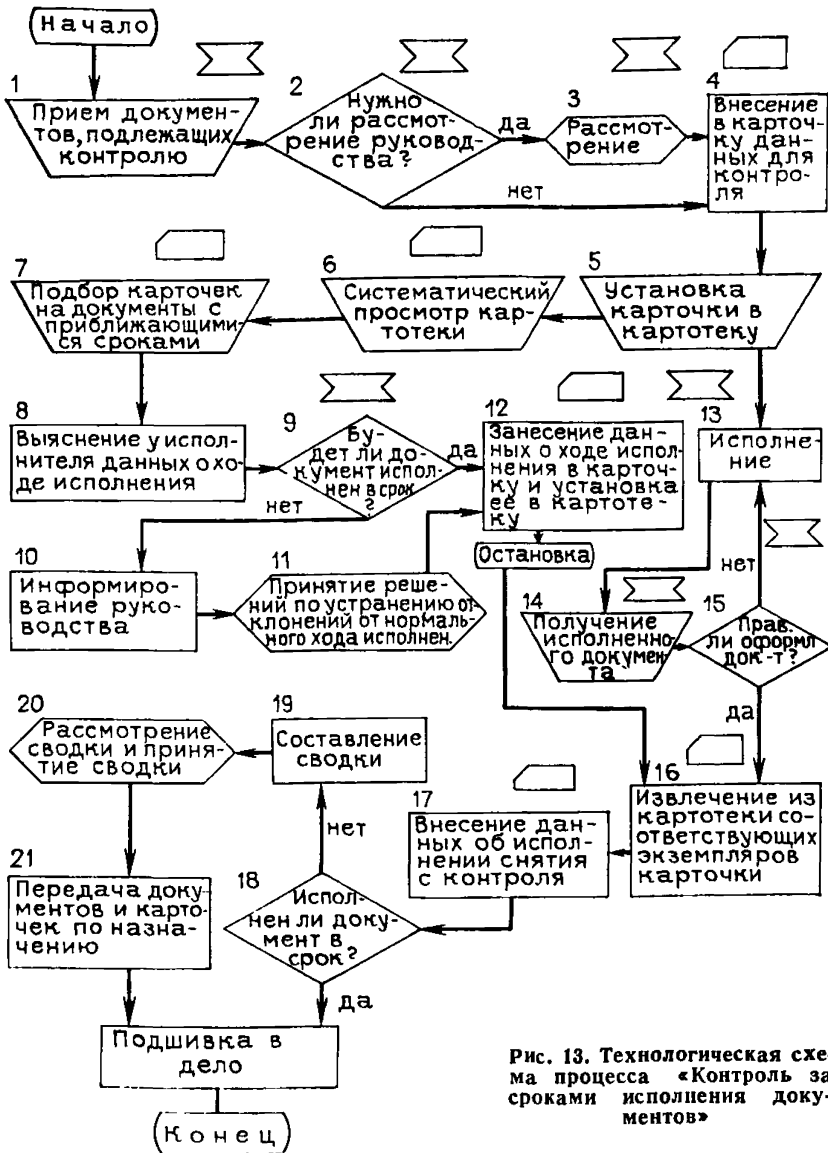 Начало
1
Прием докумен-
тов, подлежащих
контролю
2
Нужно
ли рассмот-
рение руковод-
ства?
да
нет
3
Рассмот-
рение
4
Внесение
в карточ-
ку дан-
ных для
контро-
ля
7
Подбор карточек
на документы с
приближающими-
ся сроками
6
Систематический
просмотр кар-
тотеки
5
Установка
карточки в
картотеку
8
Выяснение у испол-
нителя данных о хо-
де исполнения
9
Бу-
дет ли до-
кумент испол-
нен в срок
?
да
нет
12
Занесение дан-
ных о ходе испол-
нения в карточ-
ку и установка
ее в картоте-
ку
13
Исполне-
ние
10
Информиро-
вание руко-
водства
11
Принятие реше-
ний по устранению от-
клонений от нормаль-
ного хода исполнен.
Остановка
нет
14
Получение
исполненно-
го докумен-
та
15
Прав.
ли оформл
док-т?
да
20
Рассмотрение
сводки и приня-
тие сводки
19
Составление
сводки
нет
17
Внесение дан-
ных об испол-
нении снятия
с контроля
16
Извлечение из
картотеки со-
ответствующих
экземпляров
карточки
21
Передача доку-
ментов и карто-
чек по назна-
чению
18
Испол-
нен ли доку-
мент в
срок?
да
Подшивка в
дело
Конец
Рис. 13. Технологическая схе-
ма процесса «Контроль за
сроками исполнения доку-
ментов»